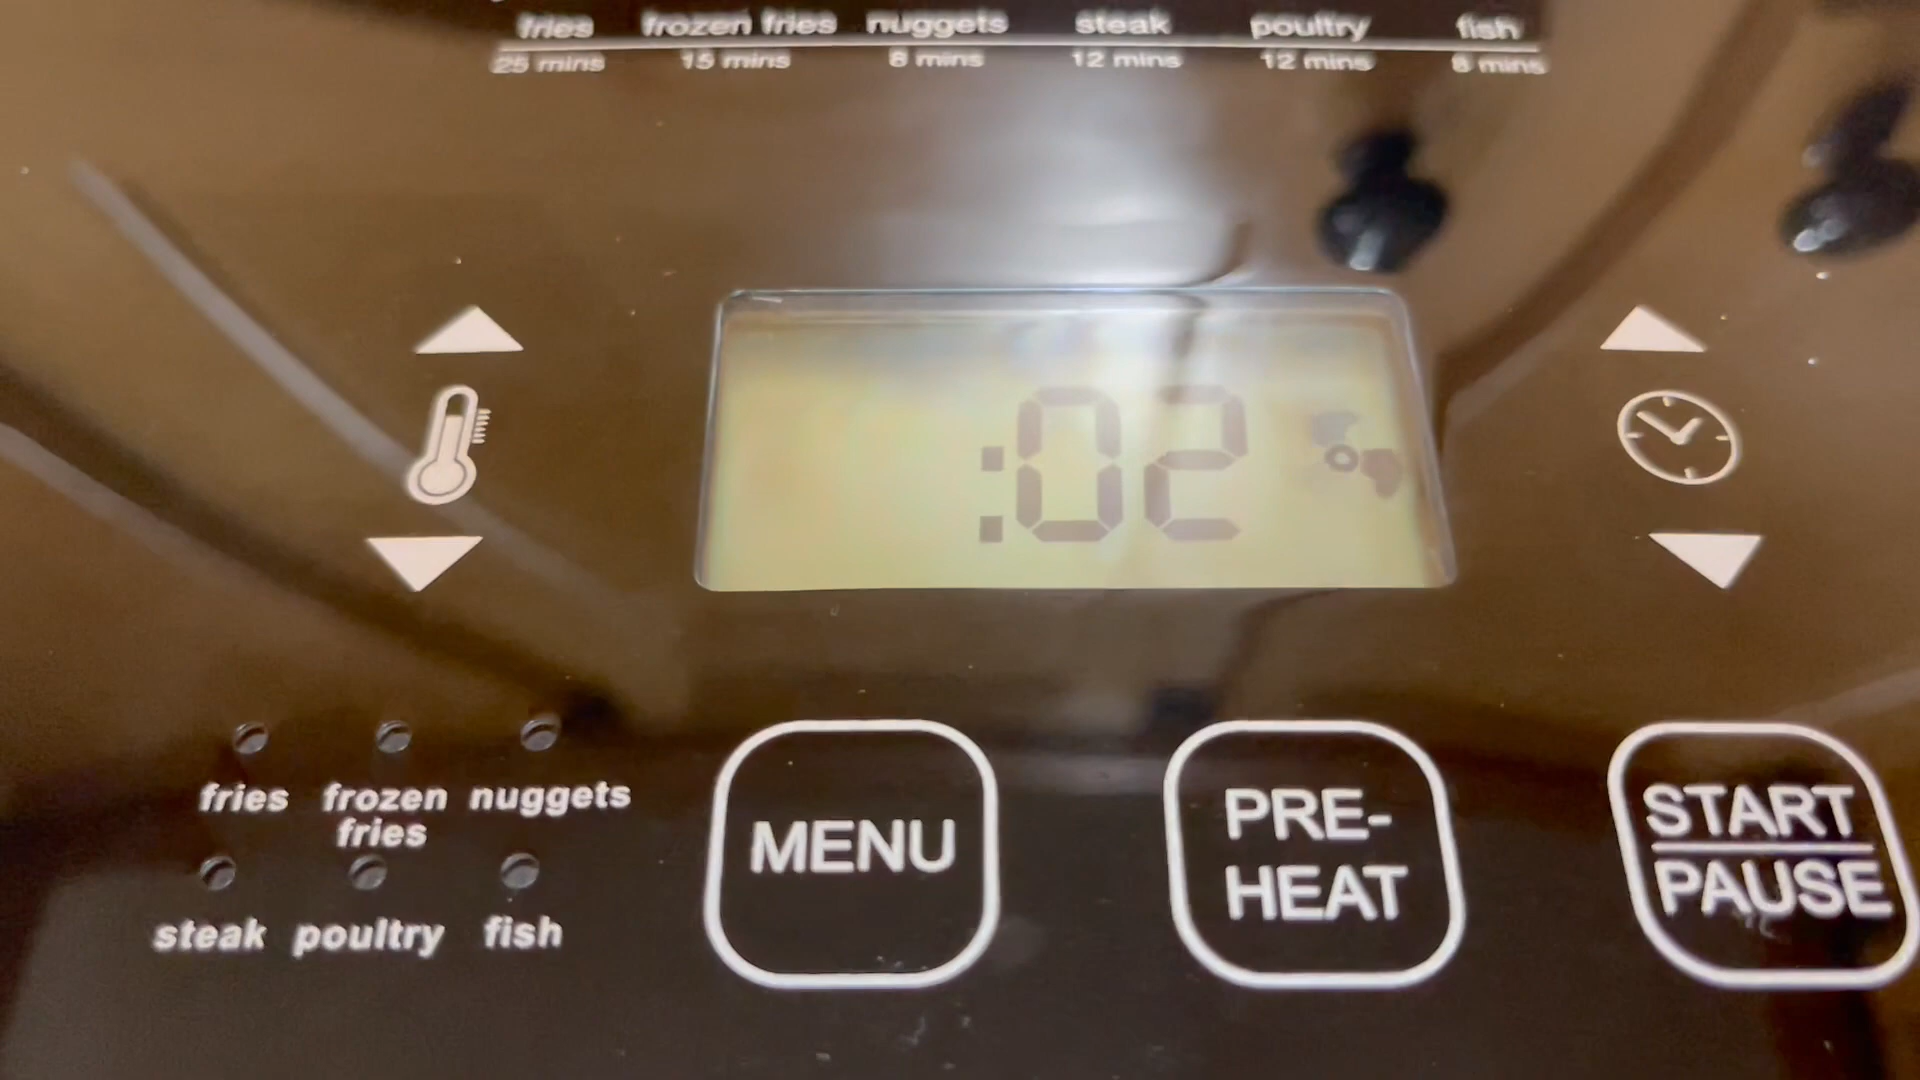 fries frozen fries nuggets steak poultry fish
25 mins 15 mins 8 mins 12 mins 12 mins 8 mins
:02
fries frozen fries nuggets
steak poultry fish
MENU
PRE-
HEAT
START
PAUSE